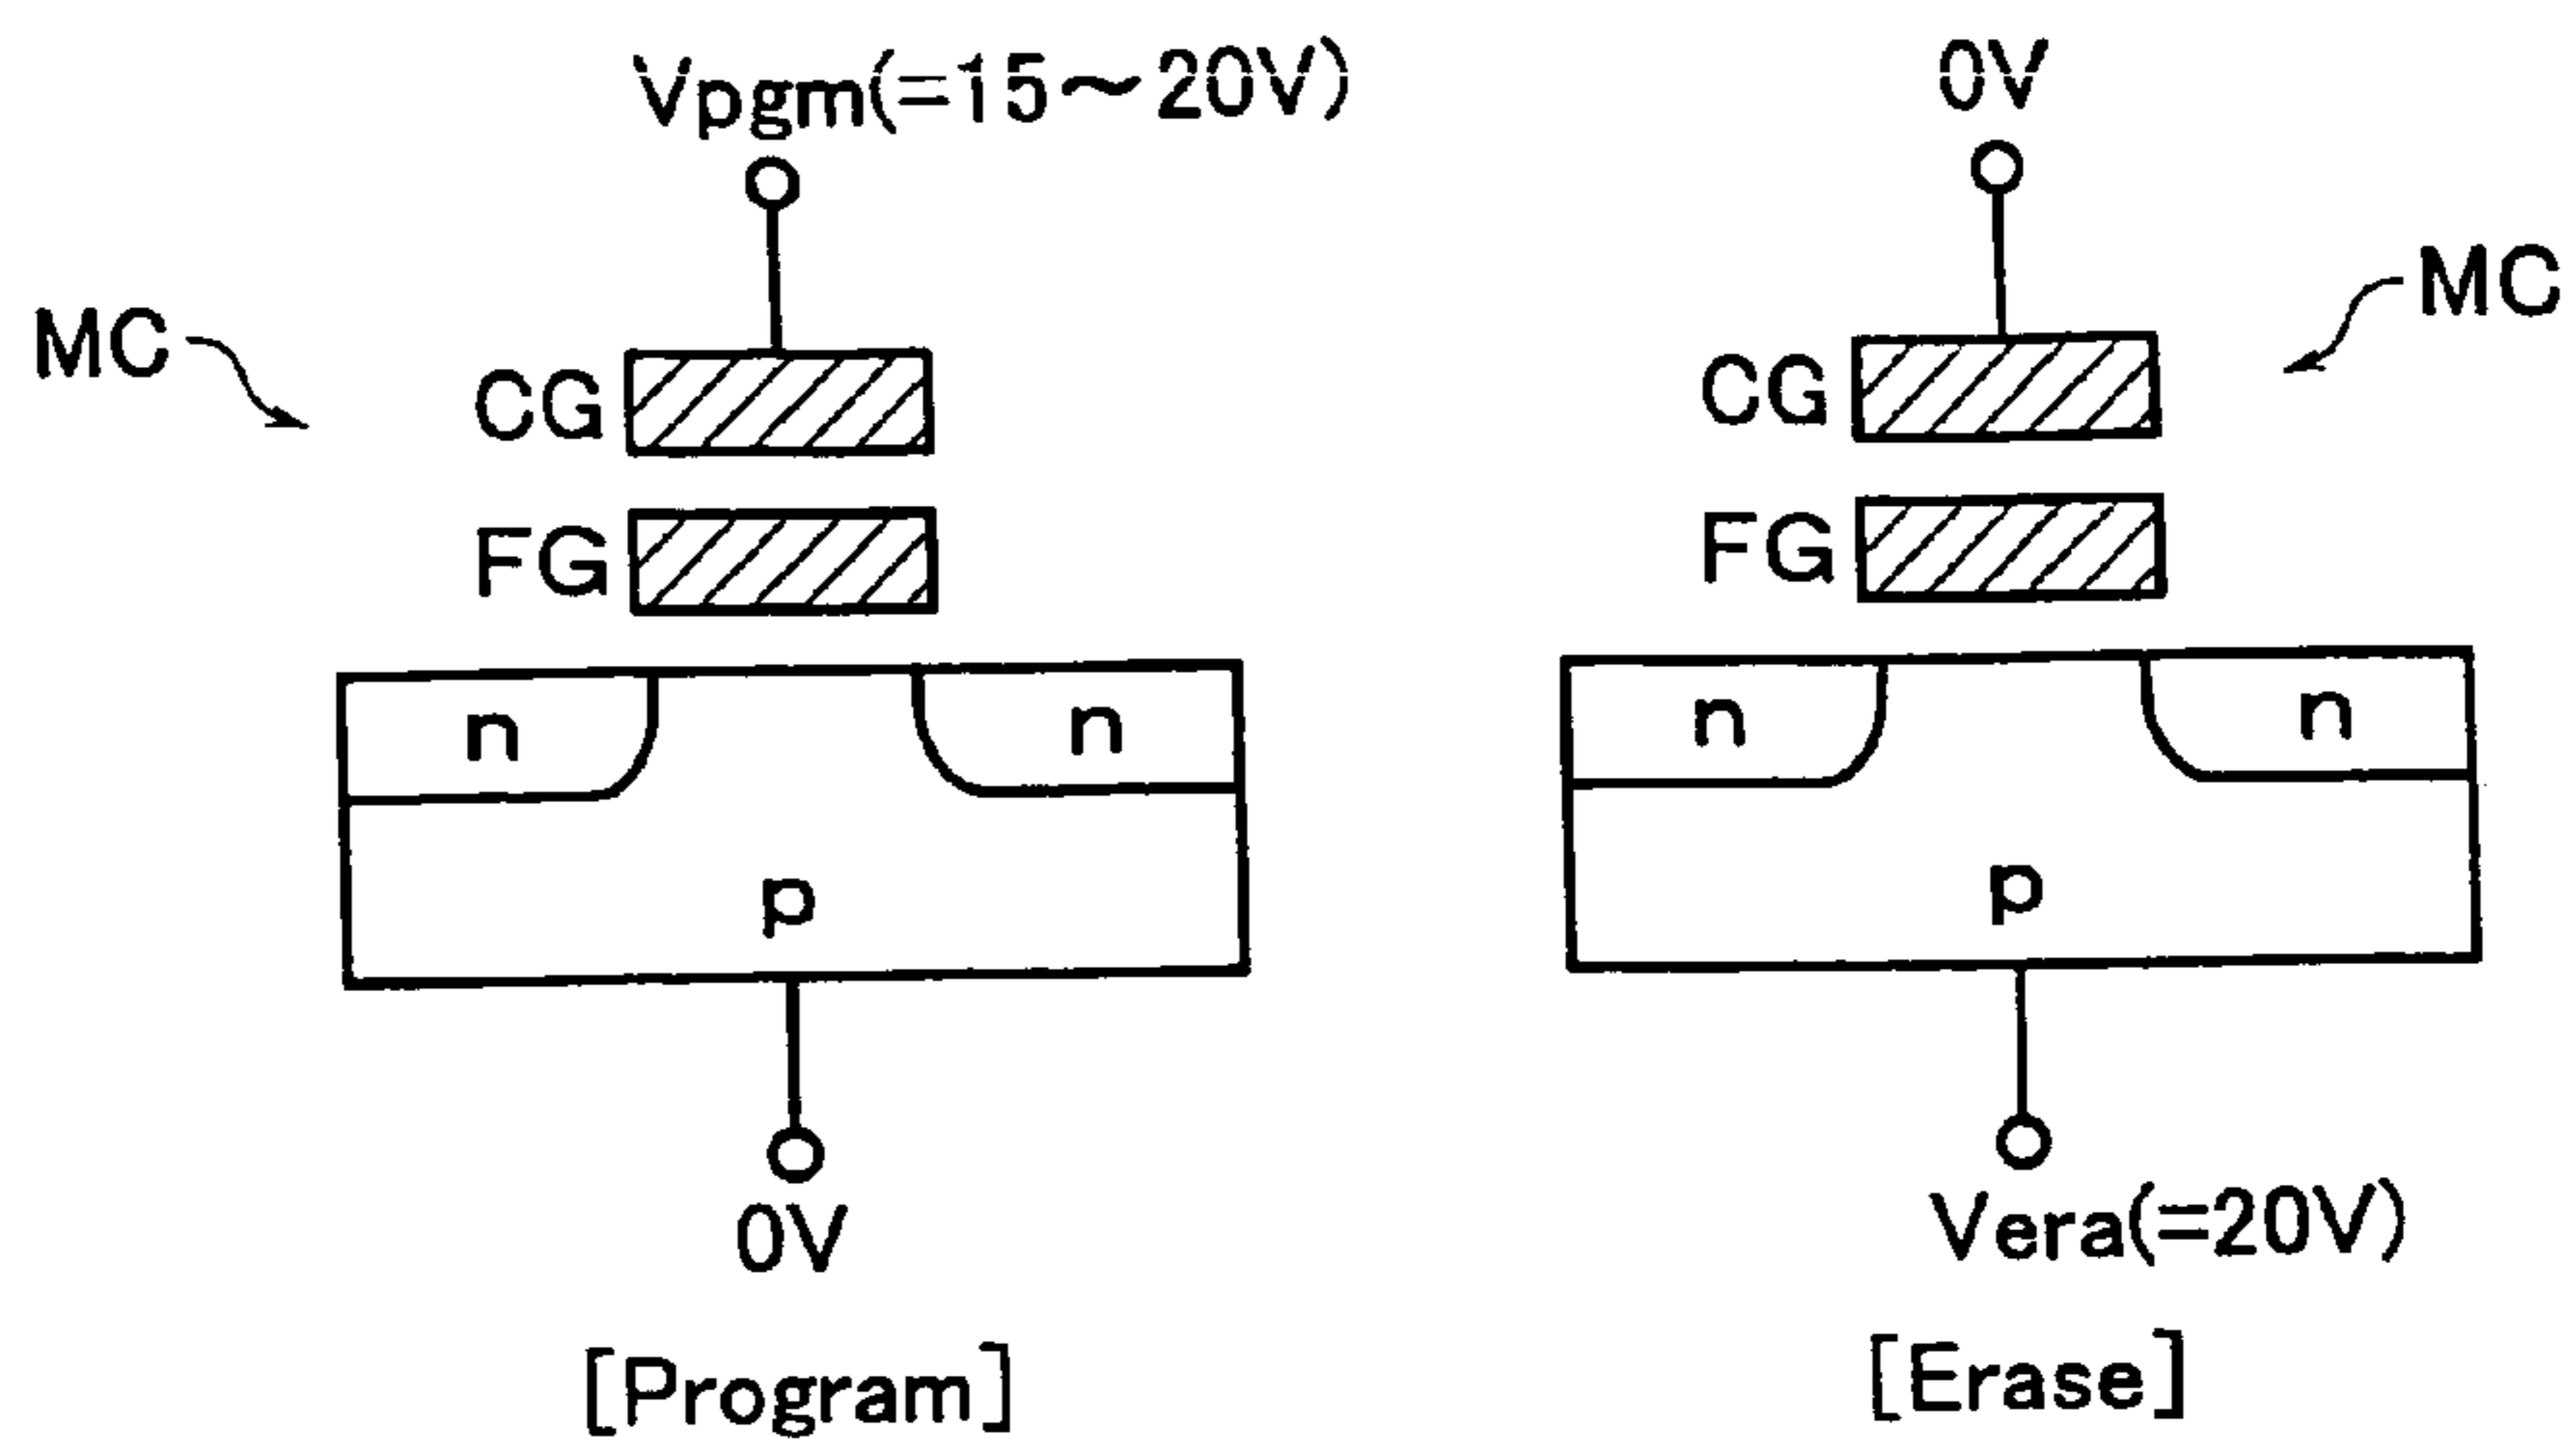 Vpgm(=15～20V)
MC
CG
FG
n
n
p
0V
[Program]
0V
MC
CG
FG
n
n
p
Vera(=20V)
[Erase]